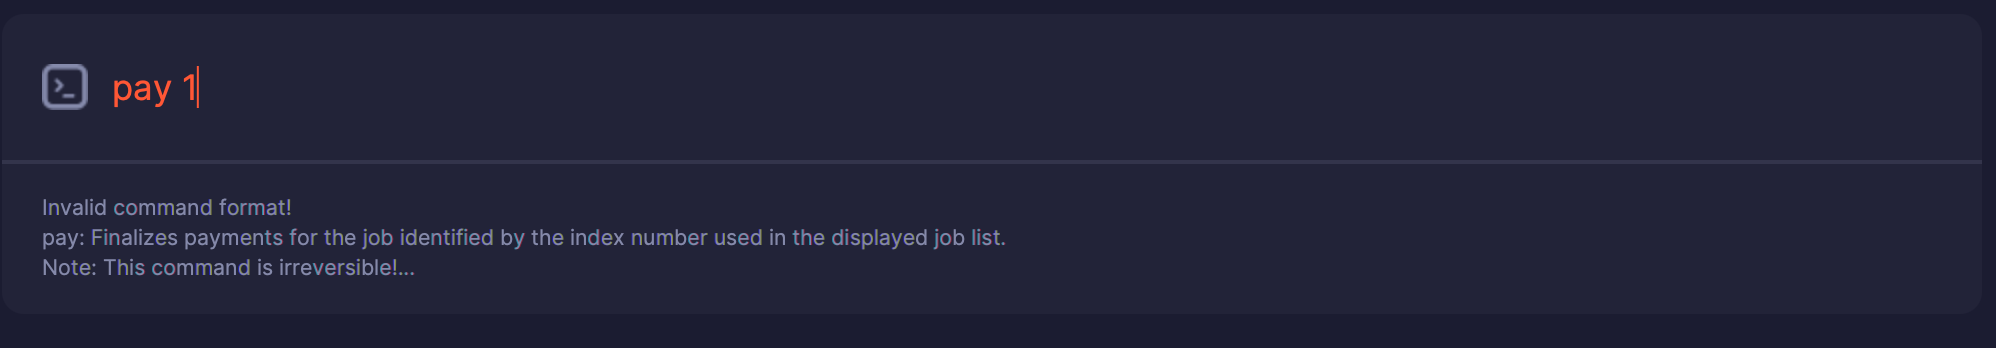 pay 1
Invalid command format!
pay: Finalizes payments for the job identified by the index number used in the displayed job list.
Note: This command is irreversible!...